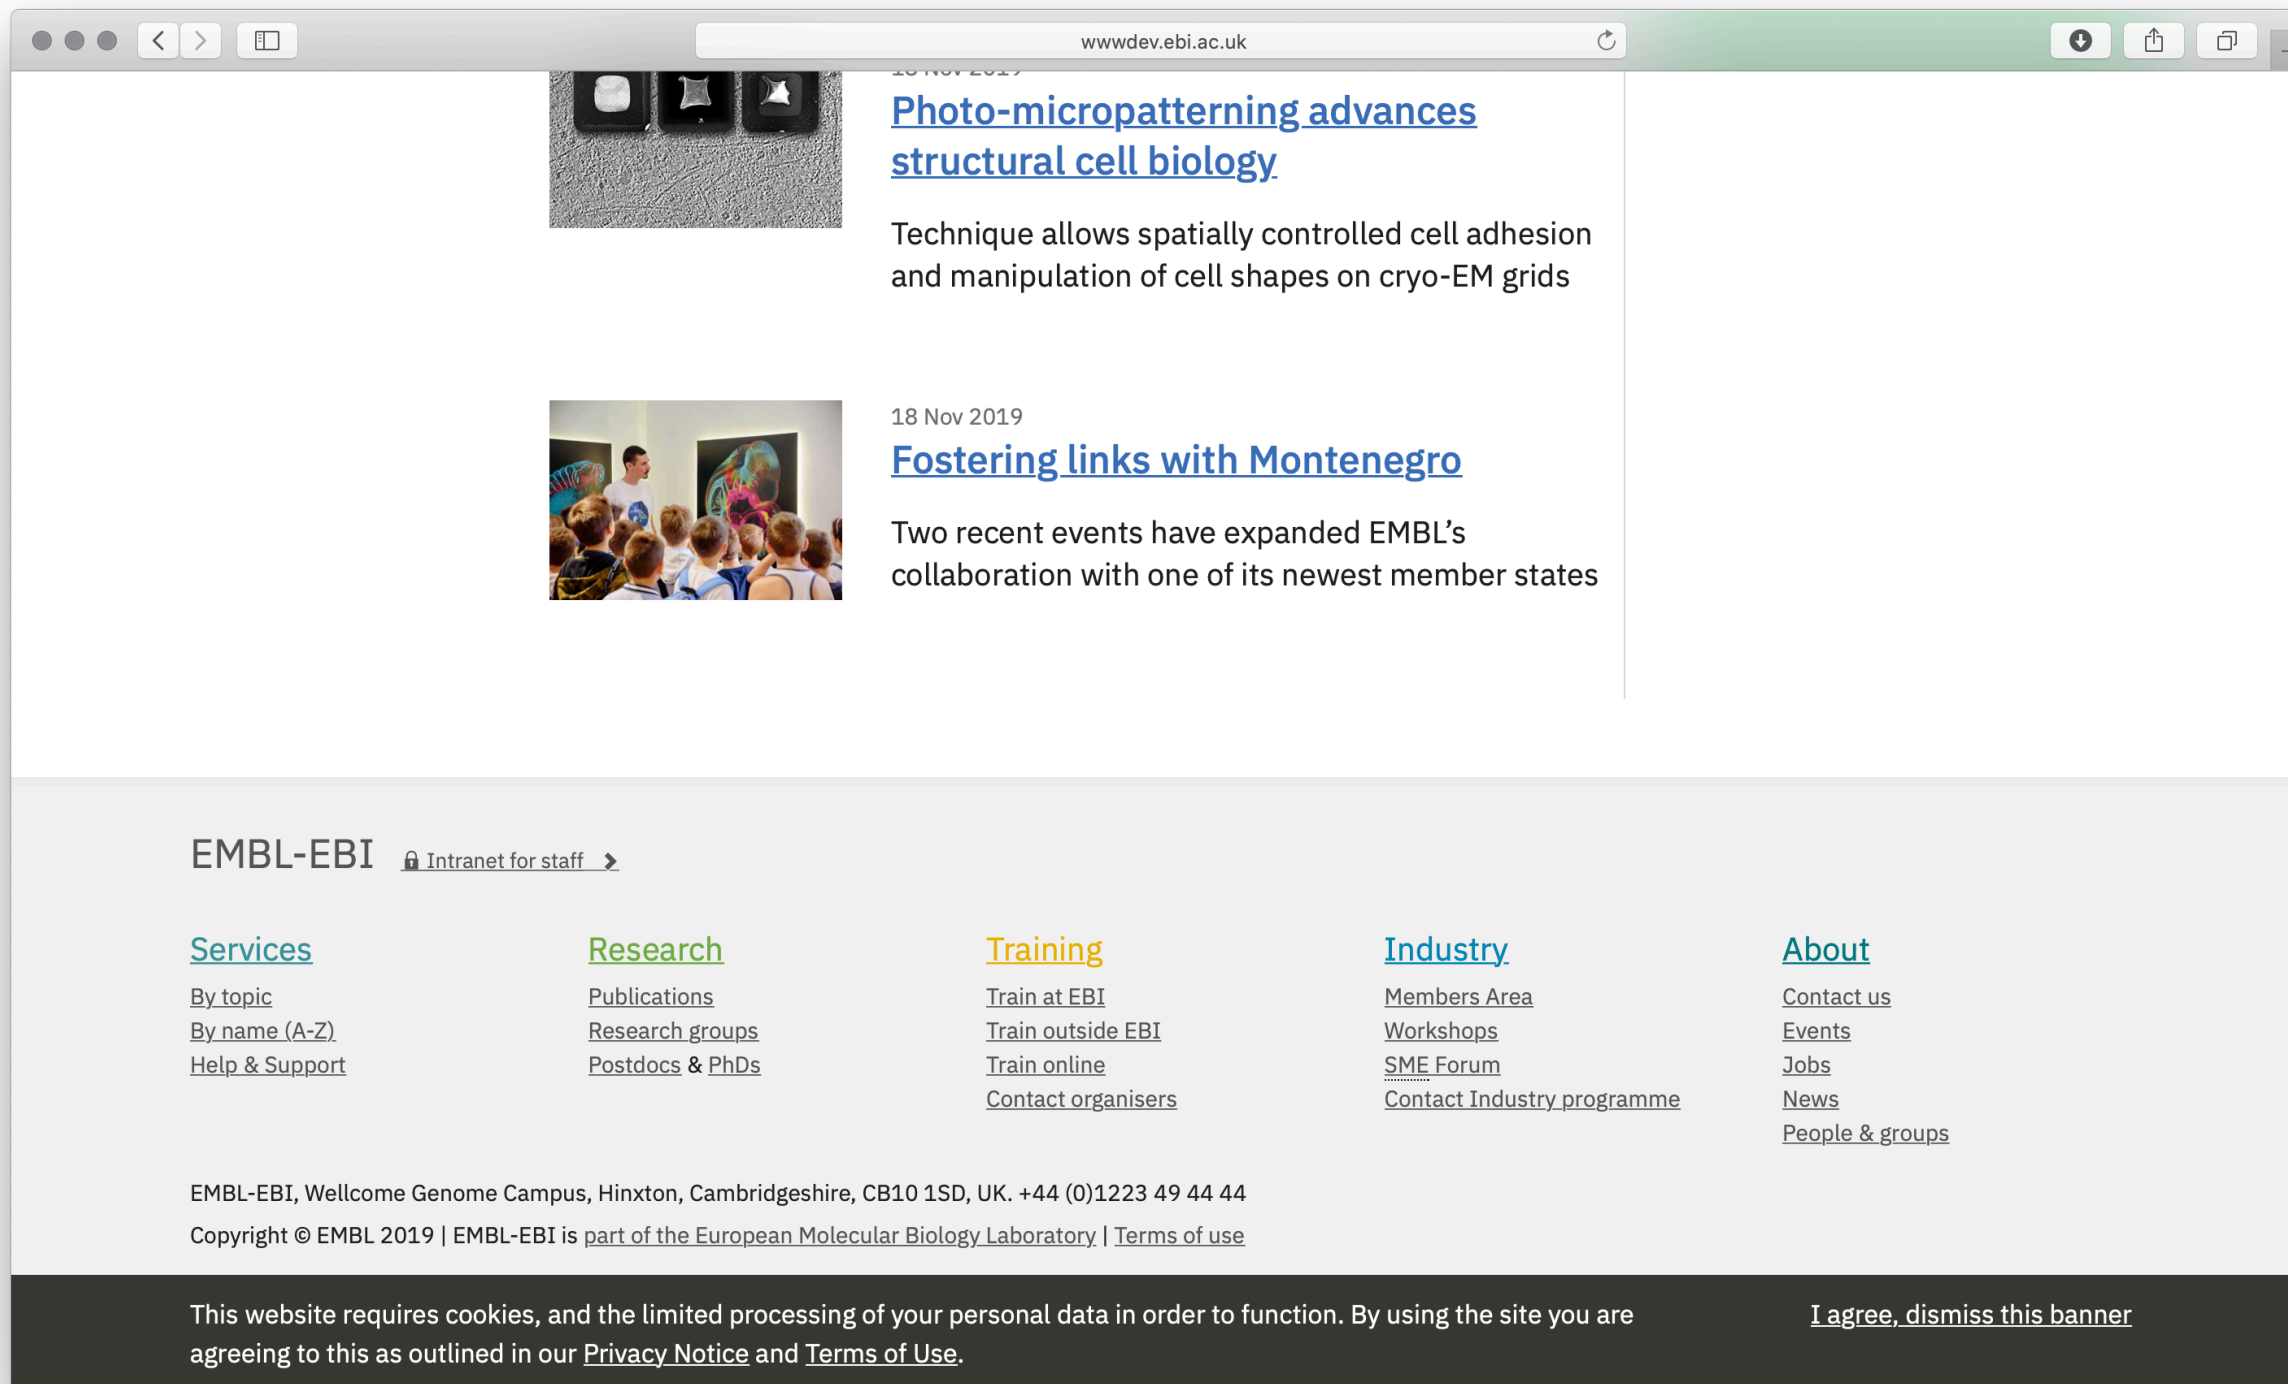 wwwdev.ebi.ac.uk
Photo-micropatterning advances
structural cell biology
Technique allows spatially controlled cell adhesion
and manipulation of cell shapes on cryo-EM grids
18 Nov 2019
Fostering links with Montenegro
Two recent events have expanded EMBL’s
collaboration with one of its newest member states
EMBL-EBI Intranet for staff
Services
By topic
By name (A-Z)
Help & Support
Research
Publications
Research groups
Postdocs & PhDs
Training
Train at EBI
Train outside EBI
Train online
Contact organisers
Industry
Members Area
Workshops
SME Forum
Contact Industry programme
About
Contact us
Events
Jobs
News
People & groups
EMBL-EBI, Wellcome Genome Campus, Hinxton, Cambridgeshire, CB10 1SD, UK. +44 (0)1223 49 44 44
Copyright © EMBL 2019 | EMBL-EBI is part of the European Molecular Biology Laboratory | Terms of use
This website requires cookies, and the limited processing of your personal data in order to function. By using the site you are
agreeing to this as outlined in our Privacy Notice and Terms of Use.
I agree, dismiss this banner